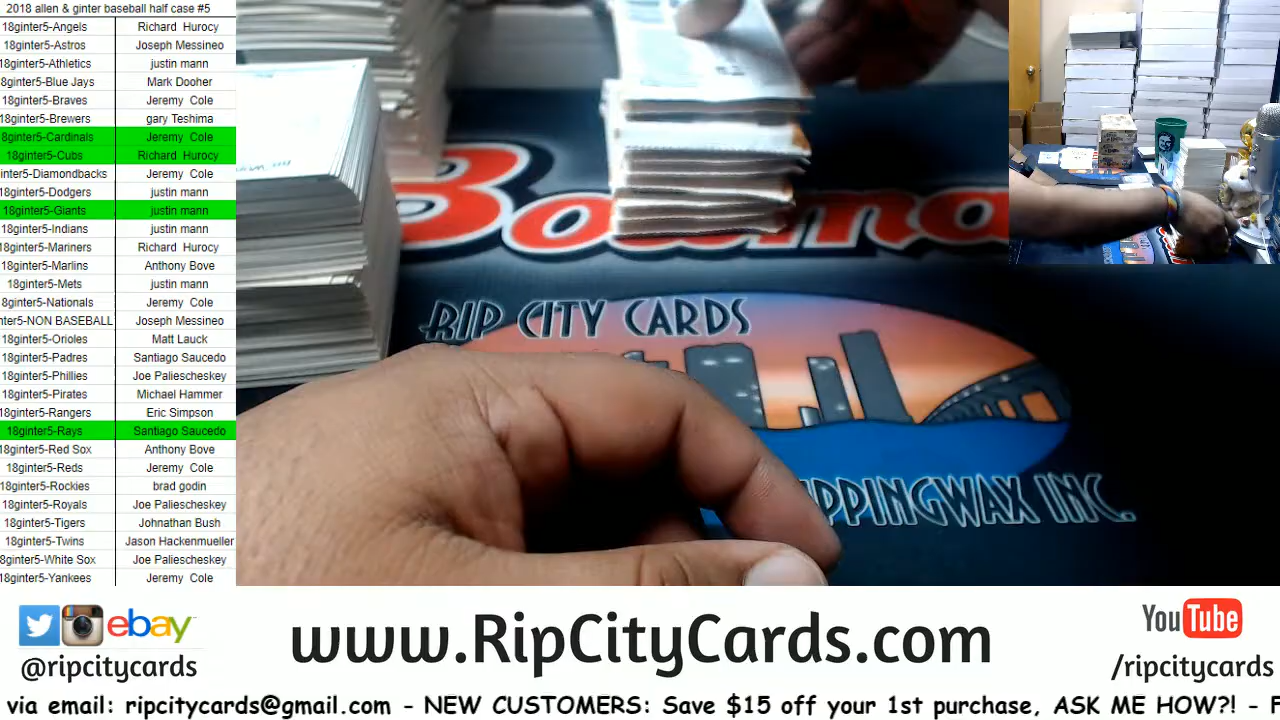 2018 allen & ginter baseball half case #5
18ginter5-Angels Richard Hurocy
18ginter5-Astros Joseph Messineo
18ginter5-Athletics justin mann
8ginter5-Blue Jays Mark Dooher
18ginter5-Braves Jeremy Cole
18ginter5-Brewers gary Teshima
8ginter5-Cardinals Jeremy Cole
18ginter5-Cubs Richard Hurocy
inter5-Diamondbacks Jeremy Cole
18ginter5-Dodgers justin mann
18ginter5-Giants justin mann
18ginter5-Indians justin mann
18ginter5-Mariners Richard Hurocy
18ginter5-Marlins Anthony Bove
18ginter5-Mets justin mann
8ginter5-Nationals Jeremy Cole
nter5-NON BASEBALL Joseph Messineo
18ginter5-Orioles Matt Lauck
18ginter5-Padres Santiago Saucedo
18ginter5-Phillies Joe Paliescheskey
18ginter5-Pirates Michael Hammer
18ginter5-Rangers Eric Simpson
18ginter5-Rays Santiago Saucedo
18ginter5-Red Sox Anthony Bove
18ginter5-Reds Jeremy Cole
18ginter5-Rockies brad godin
18ginter5-Royals Joe Paliescheskey
18ginter5-Tigers Johnathan Bush
18ginter5-Twins Jason Hackenmueller
8ginter5-White Sox Joe Paliescheskey
18ginter5-Yankees Jeremy Cole
Bowma
RIP CITY CARDS
IPPINGWAX INC.
ebay
@ripcitycards
www.RipCityCards.com
YouTube
/ripcitycards
via email: ripcitycards@gmail.com - NEW CUSTOMERS: Save $15 off your 1st purchase, ASK ME HOW?! - F